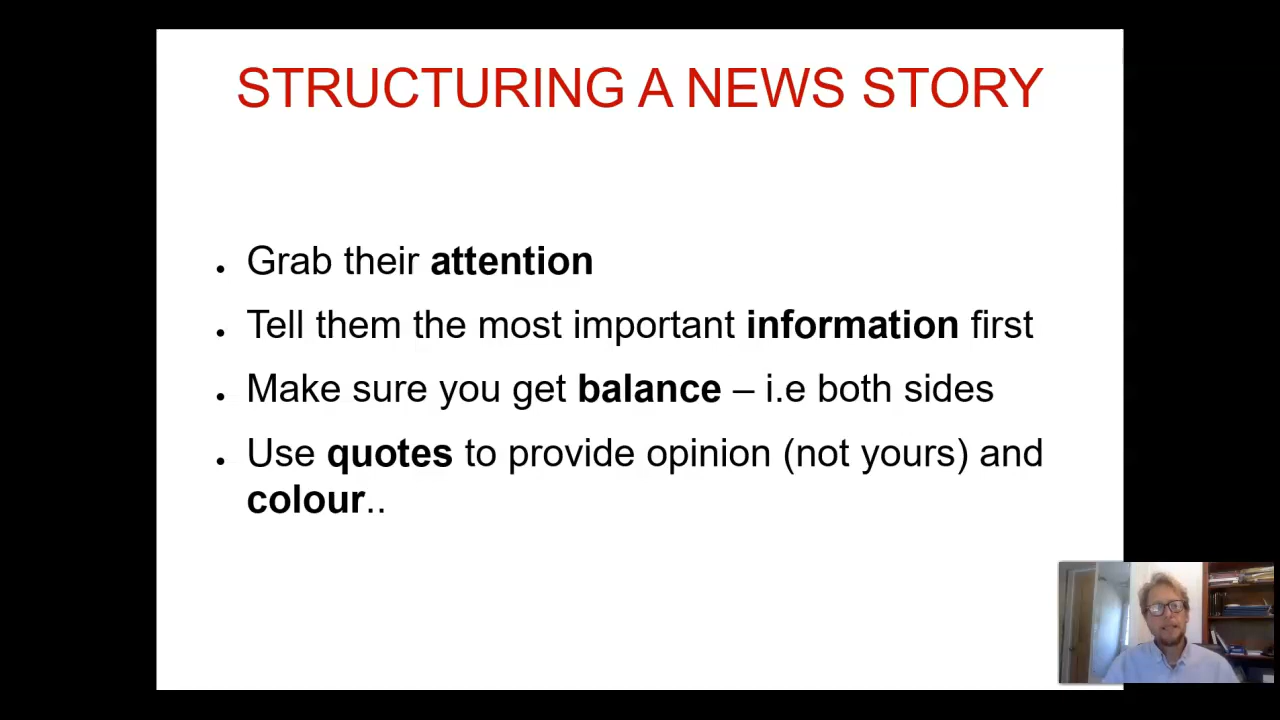 STRUCTURING A NEWS STORY
● Grab their attention
● Tell them the most important information first
● Make sure you get balance – i.e both sides
● Use quotes to provide opinion (not yours) and
colour..